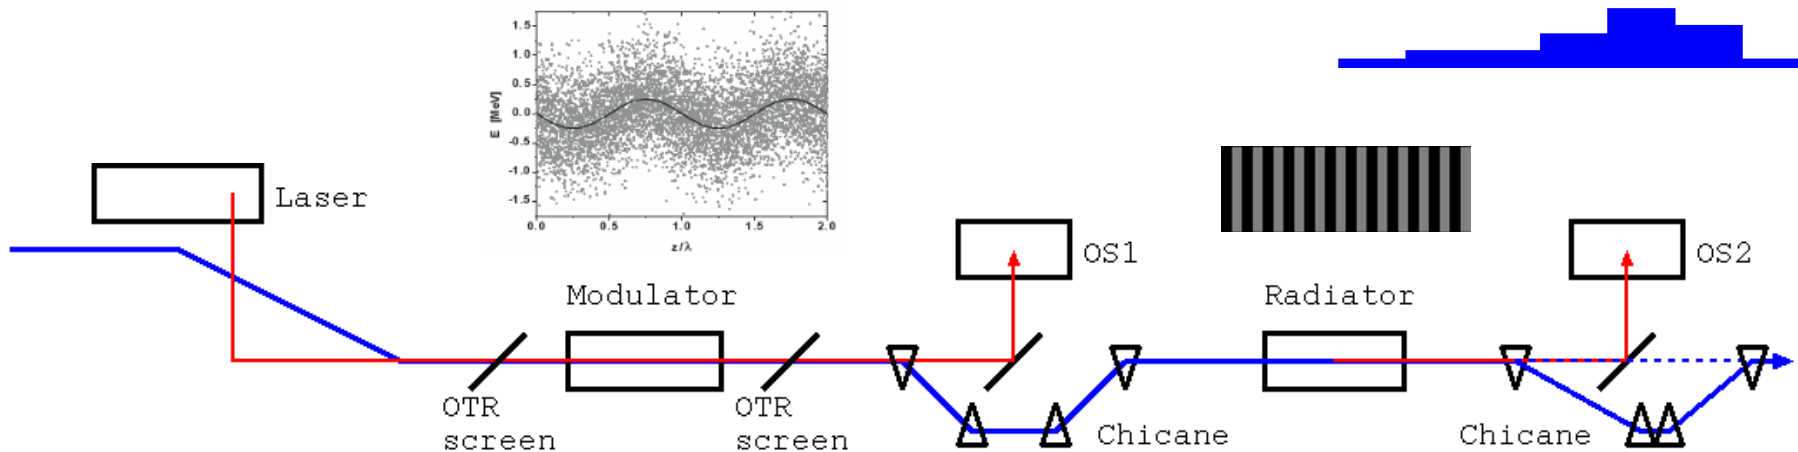 1.5
1.0
0.5
0.0
-0.5
-1.0
-1.5
E [MeV]
0.0 0.5 1.0 1.5 2.0
z/λ
Laser
OS1
OS2
Modulator
Radiator
OTR
screen
OTR
screen
Chicane
Chicane